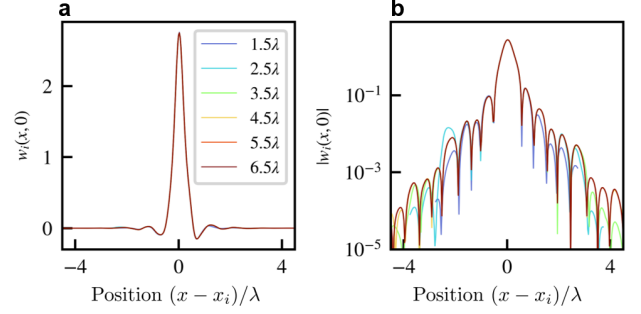 a
w_i(x, 0)
2
1
0
−4
0
4
Position (x − x_i)/λ
1.5λ
2.5λ
3.5λ
4.5λ
5.5λ
6.5λ
b
|w_i(x, 0)|
10^{−1}
10^{−3}
10^{−5}
−4
0
4
Position (x − x_i)/λ